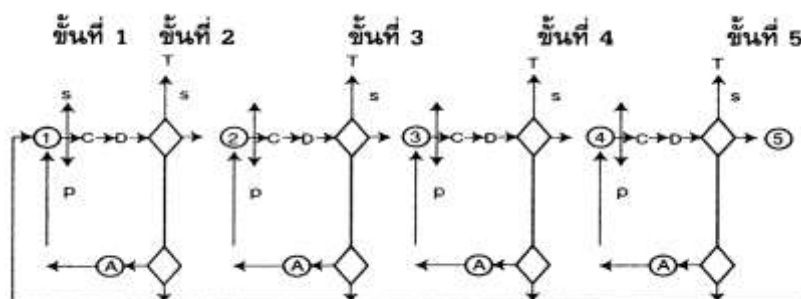 ขั้นที่ 1 ขั้นที่ 2 ขั้นที่ 3 ขั้นที่ 4 ขั้นที่ 5
T T T T
s s s s s
1 C D 2 C D 3 C D 4 C D 5
p p p p
A A A A